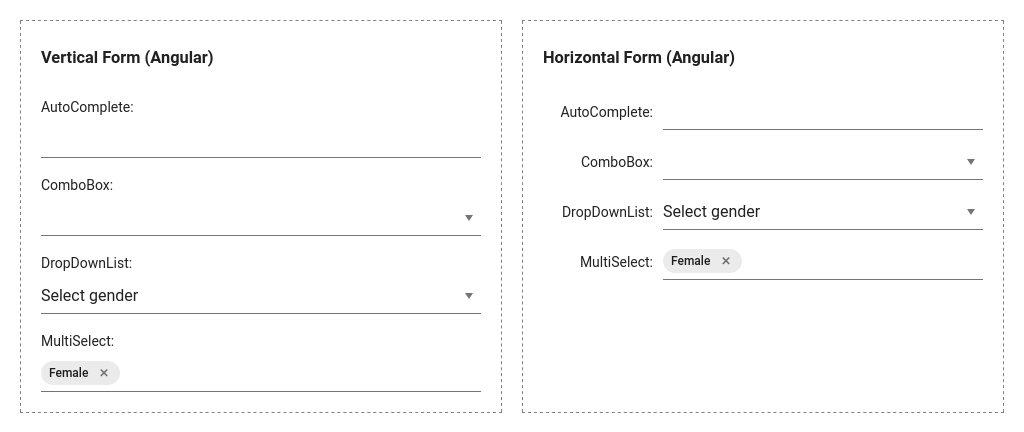 Vertical Form (Angular)
AutoComplete:
ComboBox:
DropDownList:
Select gender
MultiSelect:
Female ×
Horizontal Form (Angular)
AutoComplete:
ComboBox:
DropDownList: Select gender
MultiSelect: Female ×